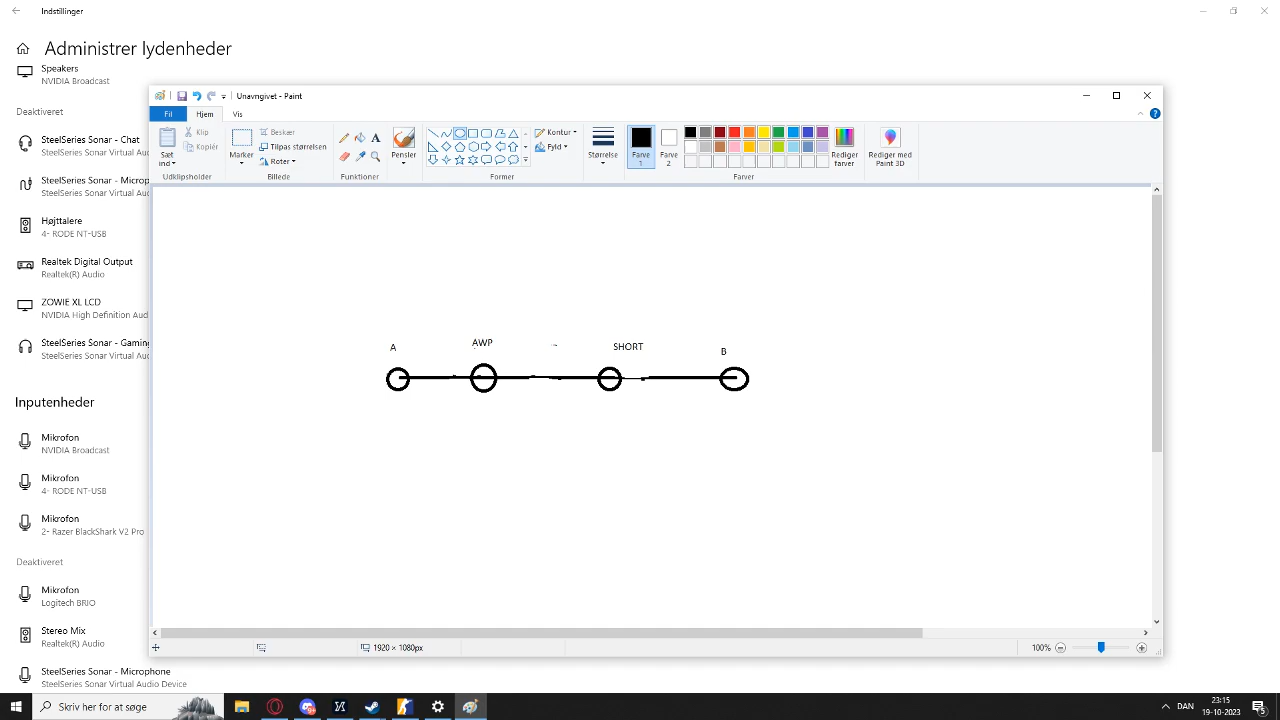 Indstillinger
Administrer lydenheder
Speakers
NVIDIA Broadcast
Deaktiveret
SteelSeries Sonar - Chat
SteelSeries Sonar Virtual Au
SteelSeries Sonar - Microp
SteelSeries Sonar Virtual Au
Højttalere
4- RODE NT-USB
Realtek Digital Output
Realtek(R) Audio
ZOWIE XL LCD
NVIDIA High Definition Aud
SteelSeries Sonar - Gaming
SteelSeries Sonar Virtual Au
Inputenheder
Mikrofon
NVIDIA Broadcast
Mikrofon
4- RODE NT-USB
Mikrofon
2- Razer BlackShark V2 Pro
Deaktiveret
Mikrofon
Logitech BRIO
Stereo Mix
Realtek(R) Audio
SteelSeries Sonar - Microphone
SteelSeries Sonar Virtual Audio Device
Unavngivet - Paint
Fil
Hjem
Vis
Sæt ind
Klip
Kopiér
Udklipsholder
Markér
Beskær
Tilpas størrelsen
Roter
Billede
A
Funktioner
Pensler
Former
Kontur
Fyld
Størrelse
Farve 1
Farve 2
Farver
Rediger farver
Rediger med Paint 3D
A
AWP
SHORT
B
1920 × 1080px
100%
Skriv her for at søge
DAN
23:15
19-10-2023
5